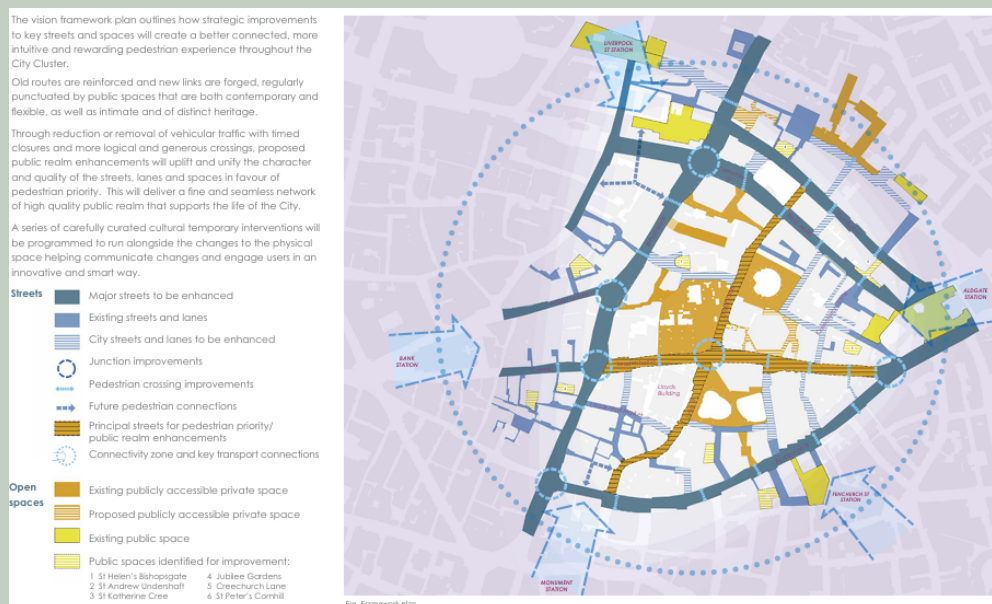 The vision framework plan outlines how strategic improvements
to key streets and spaces will create a better connected, more
intuitive and rewarding pedestrian experience throughout the
City Cluster.
Old routes are reinforced and new links are forged, regularly
punctuated by public spaces that are both contemporary and
flexible, as well as intimate and of distinct heritage.
Through reduction or removal of vehicular traffic with timed
closures and more logical and generous crossings, proposed
public realm enhancements will uplift and unify the character
and quality of the streets, lanes and spaces in favour of
pedestrian priority. This will deliver a fine and seamless network
of high quality public realm that supports the life of the City.
A series of carefully curated cultural temporary interventions will
be programmed to run alongside the changes to the physical
space helping communicate changes and engage users in an
innovative and smart way.
Streets
Major streets to be enhanced
Existing streets and lanes
City streets and lanes to be enhanced
Junction improvements
Pedestrian crossing improvements
Future pedestrian connections
Principal streets for pedestrian priority/
public realm enhancements
Connectivity zone and key transport connections
Open
spaces
Existing publicly accessible private space
Proposed publicly accessible private space
Existing public space
Public spaces identified for improvement:
1 St Helen's Bishopsgate
2 St Andrew Undershaft
3 St Katherine Cree
4 Jubilee Gardens
5 Creechurch Lane
6 St Peter's Cornhill
LIVERPOOL
ST STATION
ALDGATE
STATION
BANK
STATION
Lloyds
Building
FENCHURCH ST
STATION
MONUMENT
STATION
Fig. Framework plan